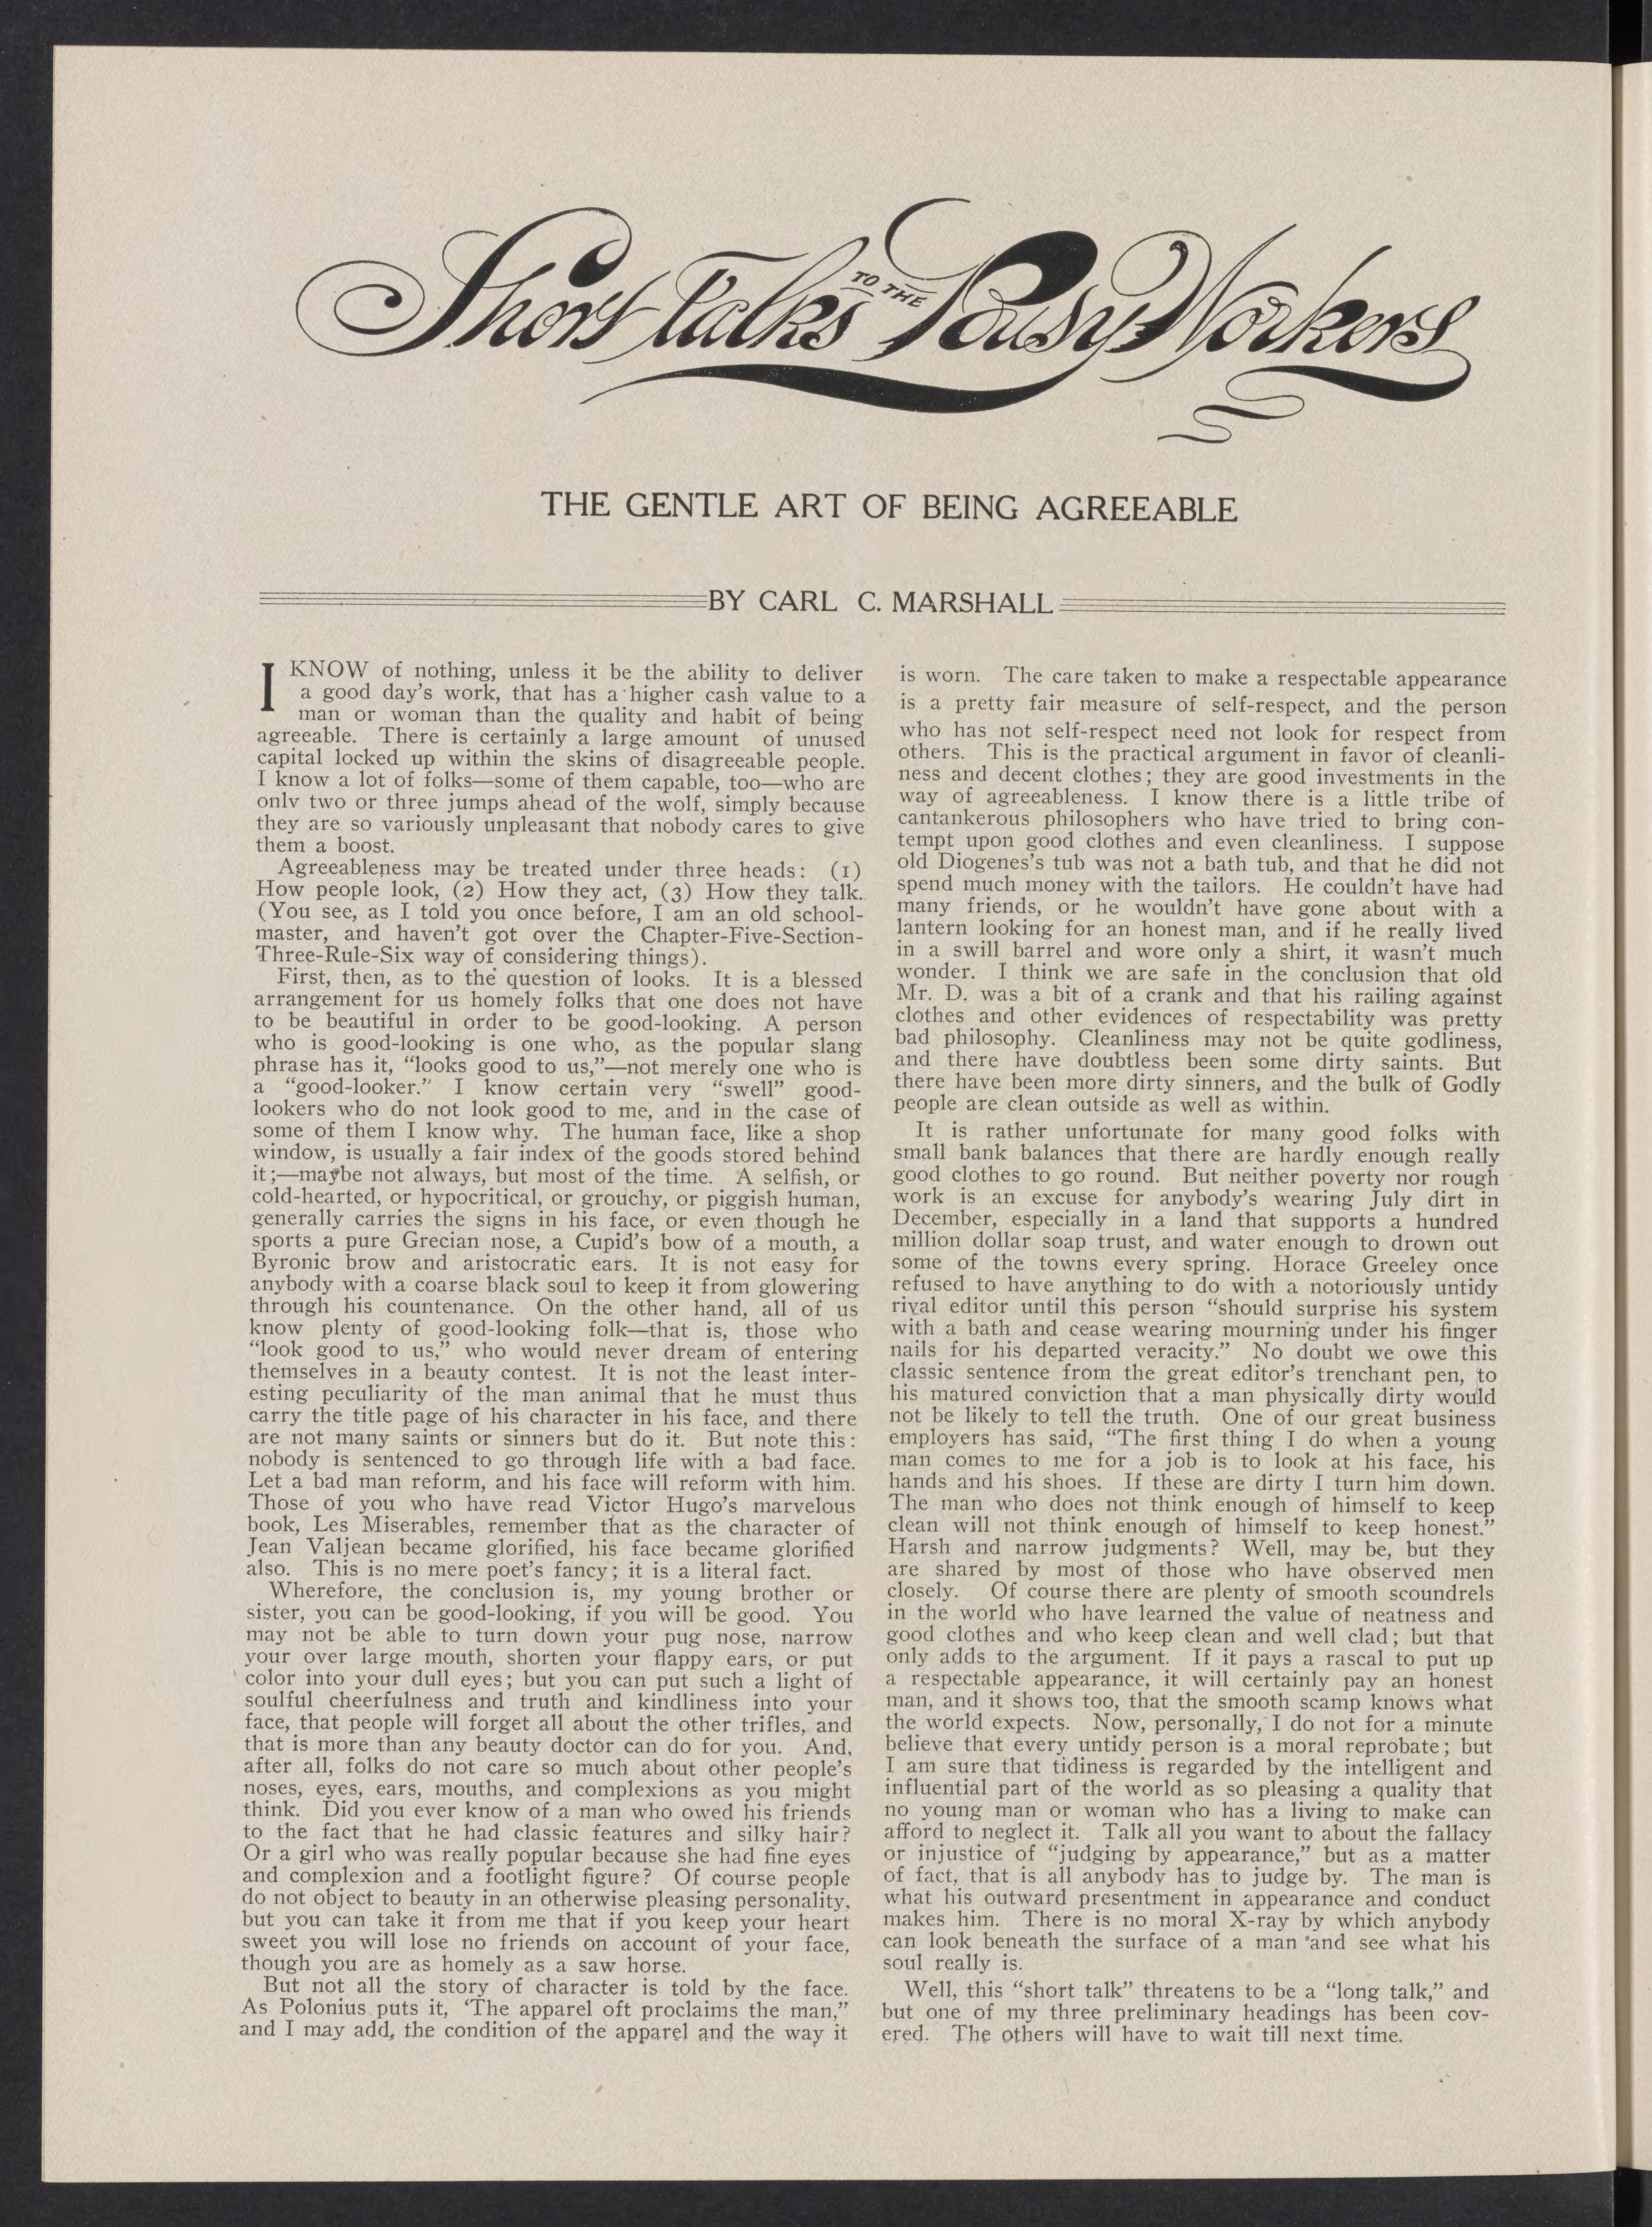 Short Talks TO THE Busy Workers
THE GENTLE ART OF BEING AGREEABLE
BY CARL C. MARSHALL
I KNOW of nothing, unless it be the ability to deliver
a good day's work, that has a higher cash value to a
man or woman than the quality and habit of being
agreeable. There is certainly a large amount of unused
capital locked up within the skins of disagreeable people.
I know a lot of folks—some of them capable, too—who are
only two or three jumps ahead of the wolf, simply because
they are so variously unpleasant that nobody cares to give
them a boost.
Agreeableness may be treated under three heads: (1)
How people look, (2) How they act, (3) How they talk.
(You see, as I told you once before, I am an old school-
master, and haven't got over the Chapter-Five-Section-
Three-Rule-Six way of considering things).
First, then, as to the question of looks. It is a blessed
arrangement for us homely folks that one does not have
to be beautiful in order to be good-looking. A person
who is good-looking is one who, as the popular slang
phrase has it, “looks good to us,”—not merely one who is
a “good-looker.” I know certain very “swell” good-
lookers who do not look good to me, and in the case of
some of them I know why. The human face, like a shop
window, is usually a fair index of the goods stored behind
it;—maybe not always, but most of the time. A selfish, or
cold-hearted, or hypocritical, or grouchy, or piggish human,
generally carries the signs in his face, or even though he
sports a pure Grecian nose, a Cupid's bow of a mouth, a
Byronic brow and aristocratic ears. It is not easy for
anybody with a coarse black soul to keep it from glowering
through his countenance. On the other hand, all of us
know plenty of good-looking folk—that is, those who
“look good to us,” who would never dream of entering
themselves in a beauty contest. It is not the least inter-
esting peculiarity of the man animal that he must thus
carry the title page of his character in his face, and there
are not many saints or sinners but do it. But note this:
nobody is sentenced to go through life with a bad face.
Let a bad man reform, and his face will reform with him.
Those of you who have read Victor Hugo's marvelous
book, Les Miserables, remember that as the character of
Jean Valjean became glorified, his face became glorified
also. This is no mere poet's fancy; it is a literal fact.
Wherefore, the conclusion is, my young brother or
sister, you can be good-looking, if you will be good. You
may not be able to turn down your pug nose, narrow
your over large mouth, shorten your flappy ears, or put
color into your dull eyes; but you can put such a light of
soulful cheerfulness and truth and kindliness into your
face, that people will forget all about the other trifles, and
that is more than any beauty doctor can do for you. And,
after all, folks do not care so much about other people's
noses, eyes, ears, mouths, and complexions as you might
think. Did you ever know of a man who owed his friends
to the fact that he had classic features and silky hair?
Or a girl who was really popular because she had fine eyes
and complexion and a footlight figure? Of course people
do not object to beauty in an otherwise pleasing personality,
but you can take it from me that if you keep your heart
sweet you will lose no friends on account of your face,
though you are as homely as a saw horse.
But not all the story of character is told by the face.
As Polonius puts it, ‘The apparel oft proclaims the man,”
and I may add, the condition of the apparel and the way it
is worn. The care taken to make a respectable appearance
is a pretty fair measure of self-respect, and the person
who has not self-respect need not look for respect from
others. This is the practical argument in favor of cleanli-
ness and decent clothes; they are good investments in the
way of agreeableness. I know there is a little tribe of
cantankerous philosophers who have tried to bring con-
tempt upon good clothes and even cleanliness. I suppose
old Diogenes's tub was not a bath tub, and that he did not
spend much money with the tailors. He couldn't have had
many friends, or he wouldn't have gone about with a
lantern looking for an honest man, and if he really lived
in a swill barrel and wore only a shirt, it wasn't much
wonder. I think we are safe in the conclusion that old
Mr. D. was a bit of a crank and that his railing against
clothes and other evidences of respectability was pretty
bad philosophy. Cleanliness may not be quite godliness,
and there have doubtless been some dirty saints. But
there have been more dirty sinners, and the bulk of Godly
people are clean outside as well as within.
It is rather unfortunate for many good folks with
small bank balances that there are hardly enough really
good clothes to go round. But neither poverty nor rough
work is an excuse for anybody's wearing July dirt in
December, especially in a land that supports a hundred
million dollar soap trust, and water enough to drown out
some of the towns every spring. Horace Greeley once
refused to have anything to do with a notoriously untidy
rival editor until this person “should surprise his system
with a bath and cease wearing mourning under his finger
nails for his departed veracity.” No doubt we owe this
classic sentence from the great editor's trenchant pen, to
his matured conviction that a man physically dirty would
not be likely to tell the truth. One of our great business
employers has said, “The first thing I do when a young
man comes to me for a job is to look at his face, his
hands and his shoes. If these are dirty I turn him down.
The man who does not think enough of himself to keep
clean will not think enough of himself to keep honest.”
Harsh and narrow judgments? Well, may be, but they
are shared by most of those who have observed men
closely. Of course there are plenty of smooth scoundrels
in the world who have learned the value of neatness and
good clothes and who keep clean and well clad; but that
only adds to the argument. If it pays a rascal to put up
a respectable appearance, it will certainly pay an honest
man, and it shows too, that the smooth scamp knows what
the world expects. Now, personally, I do not for a minute
believe that every untidy person is a moral reprobate; but
I am sure that tidiness is regarded by the intelligent and
influential part of the world as so pleasing a quality that
no young man or woman who has a living to make can
afford to neglect it. Talk all you want to about the fallacy
or injustice of “judging by appearance,” but as a matter
of fact, that is all anybody has to judge by. The man is
what his outward presentment in appearance and conduct
makes him. There is no moral X-ray by which anybody
can look beneath the surface of a man and see what his
soul really is.
Well, this “short talk” threatens to be a “long talk,” and
but one of my three preliminary headings has been cov-
ered. The others will have to wait till next time.